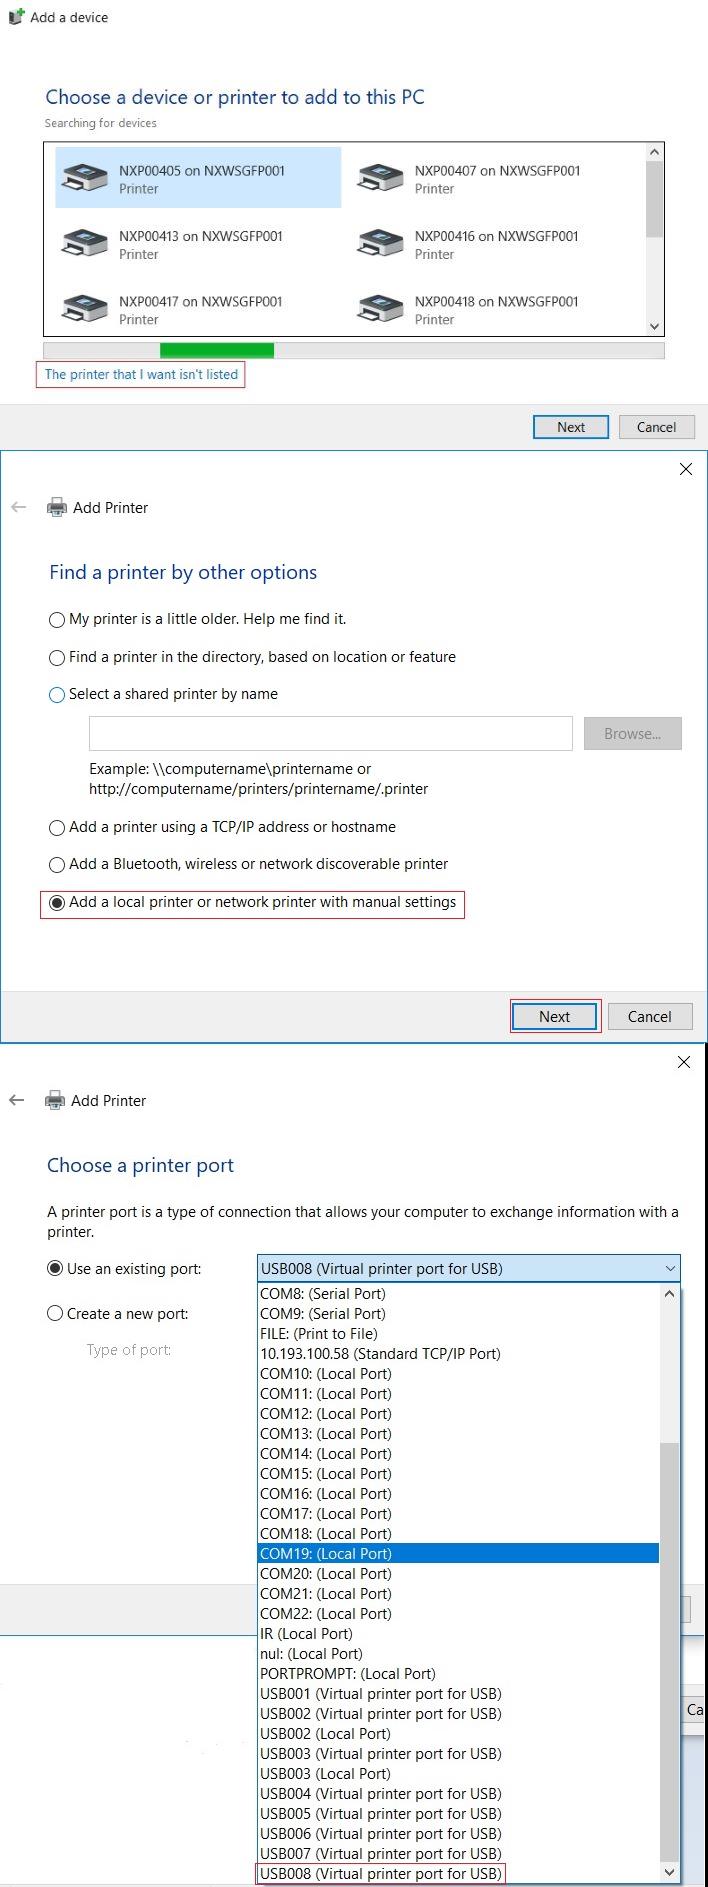 Add a device
Choose a device or printer to add to this PC
Searching for devices
NXP00405 on NXWSGFP001
Printer
NXP00407 on NXWSGFP001
Printer
NXP00413 on NXWSGFP001
Printer
NXP00416 on NXWSGFP001
Printer
NXP00417 on NXWSGFP001
Printer
NXP00418 on NXWSGFP001
Printer
The printer that I want isn't listed
Next
Cancel
Add Printer
Find a printer by other options
My printer is a little older. Help me find it.
Find a printer in the directory, based on location or feature
Select a shared printer by name
Browse...
Example: \\computername\printername or
http://computername/printers/printername/.printer
Add a printer using a TCP/IP address or hostname
Add a Bluetooth, wireless or network discoverable printer
Add a local printer or network printer with manual settings
Next
Cancel
Add Printer
Choose a printer port
A printer port is a type of connection that allows your computer to exchange information with a
printer.
Use an existing port:
USB008 (Virtual printer port for USB)
Create a new port:
Type of port:
COM8: (Serial Port)
COM9: (Serial Port)
FILE: (Print to File)
10.193.100.58 (Standard TCP/IP Port)
COM10: (Local Port)
COM11: (Local Port)
COM12: (Local Port)
COM13: (Local Port)
COM14: (Local Port)
COM15: (Local Port)
COM16: (Local Port)
COM17: (Local Port)
COM18: (Local Port)
COM19: (Local Port)
COM20: (Local Port)
COM21: (Local Port)
COM22: (Local Port)
IR (Local Port)
nul: (Local Port)
PORTPROMPT: (Local Port)
USB001 (Virtual printer port for USB)
USB002 (Virtual printer port for USB)
USB002 (Local Port)
USB003 (Virtual printer port for USB)
USB003 (Local Port)
USB004 (Virtual printer port for USB)
USB005 (Virtual printer port for USB)
USB006 (Virtual printer port for USB)
USB007 (Virtual printer port for USB)
USB008 (Virtual printer port for USB)
Ca